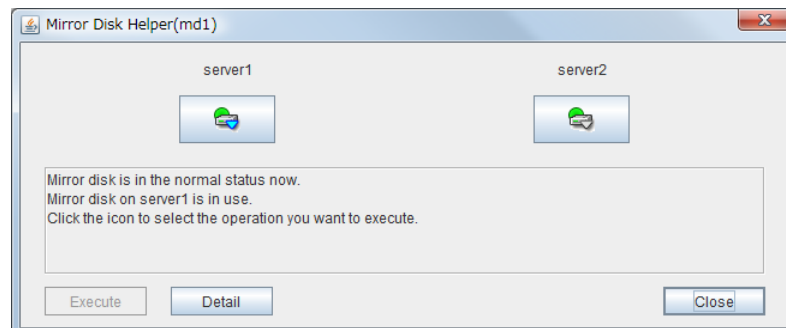 Mirror Disk Helper(md1)
server1
server2
Mirror disk is in the normal status now.
Mirror disk on server1 is in use.
Click the icon to select the operation you want to execute.
Execute
Detail
Close